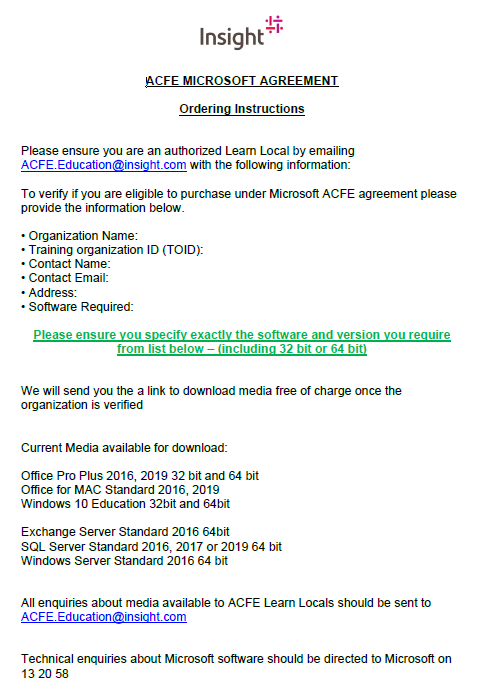 Insight
ACFE MICROSOFT AGREEMENT
Ordering Instructions
Please ensure you are an authorized Learn Local by emailing
ACFE.Education@insight.com with the following information:
To verify if you are eligible to purchase under Microsoft ACFE agreement please
provide the information below.
• Organization Name:
• Training organization ID (TOID):
• Contact Name:
• Contact Email:
• Address:
• Software Required:
Please ensure you specify exactly the software and version you require
from list below – (including 32 bit or 64 bit)
We will send you the a link to download media free of charge once the
organization is verified
Current Media available for download:
Office Pro Plus 2016, 2019 32 bit and 64 bit
Office for MAC Standard 2016, 2019
Windows 10 Education 32bit and 64bit
Exchange Server Standard 2016 64bit
SQL Server Standard 2016, 2017 or 2019 64 bit
Windows Server Standard 2016 64 bit
All enquiries about media available to ACFE Learn Locals should be sent to
ACFE.Education@insight.com
Technical enquiries about Microsoft software should be directed to Microsoft on
13 20 58